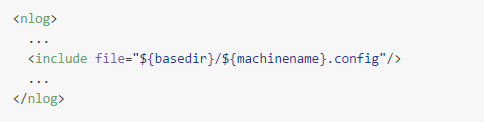 <nlog>
  ...
  <include file="${basedir}/${machinename}.config"/>
  ...
</nlog>